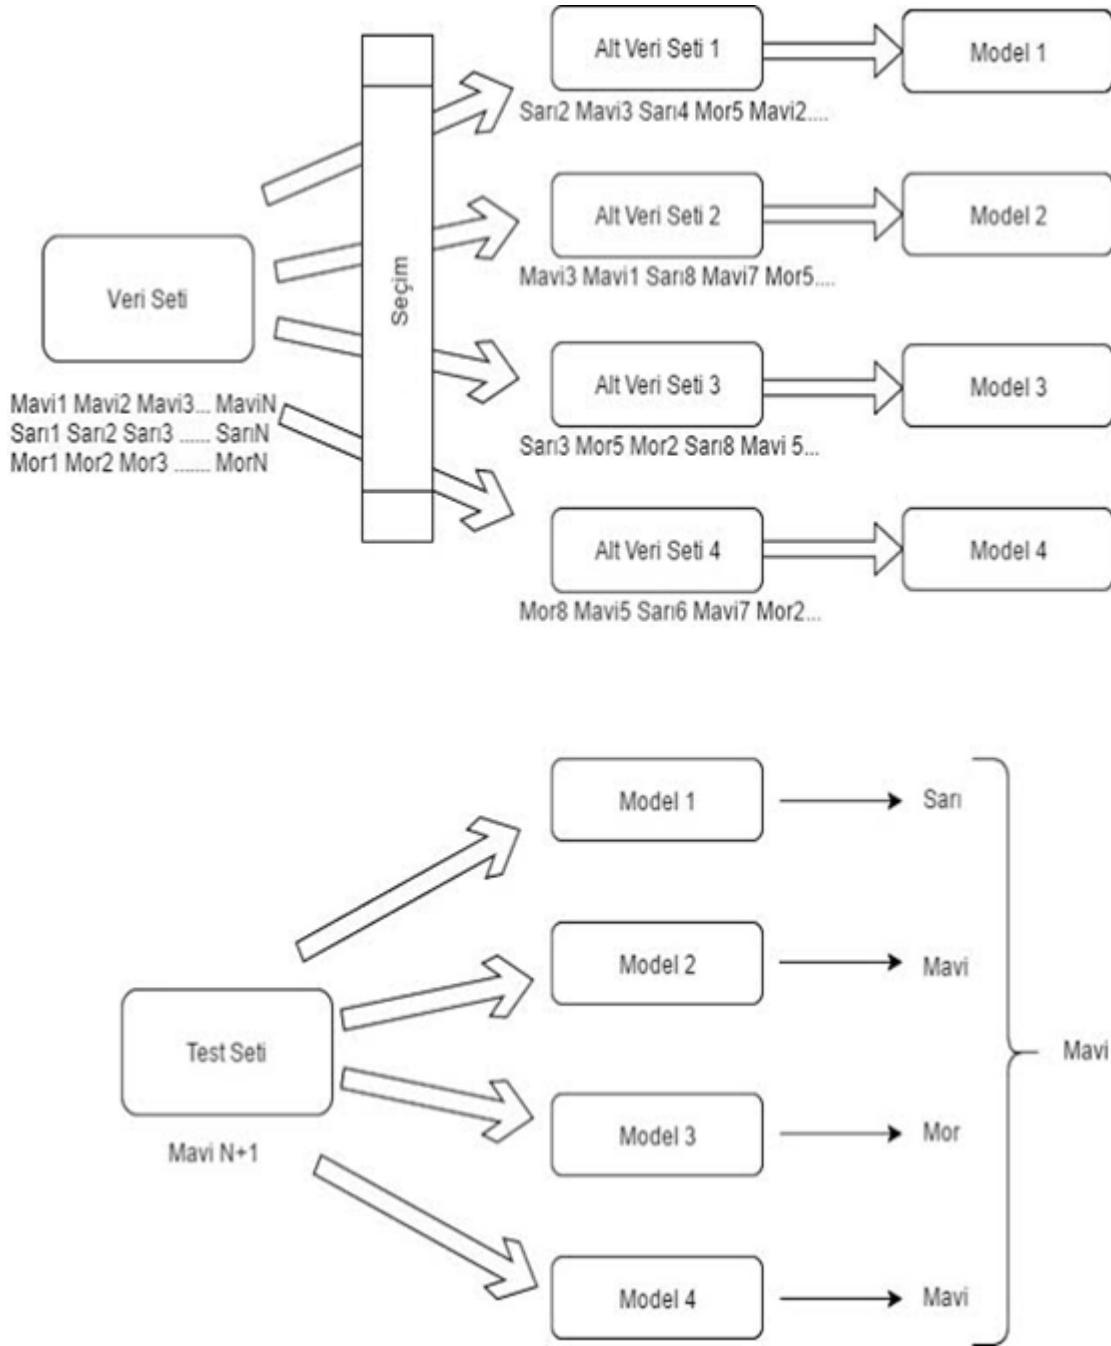 Alt Veri Seti 1
Model 1
Sarı2 Mavi3 Sarı4 Mor5 Mavi2....
Alt Veri Seti 2
Model 2
Mavi3 Mavi1 Sarı8 Mavi7 Mor5....
Veri Seti
Seçim
Alt Veri Seti 3
Model 3
Mavi1 Mavi2 Mavi3... MaviN
Sarı1 Sarı2 Sarı3 ...... SarıN
Mor1 Mor2 Mor3 ....... MorN
Sarı3 Mor5 Mor2 Sarı8 Mavi 5...
Alt Veri Seti 4
Model 4
Mor8 Mavi5 Sarı6 Mavi7 Mor2...
Model 1
Sarı
Model 2
Mavi
Test Seti
Mavi
Mavi N+1
Model 3
Mor
Model 4
Mavi